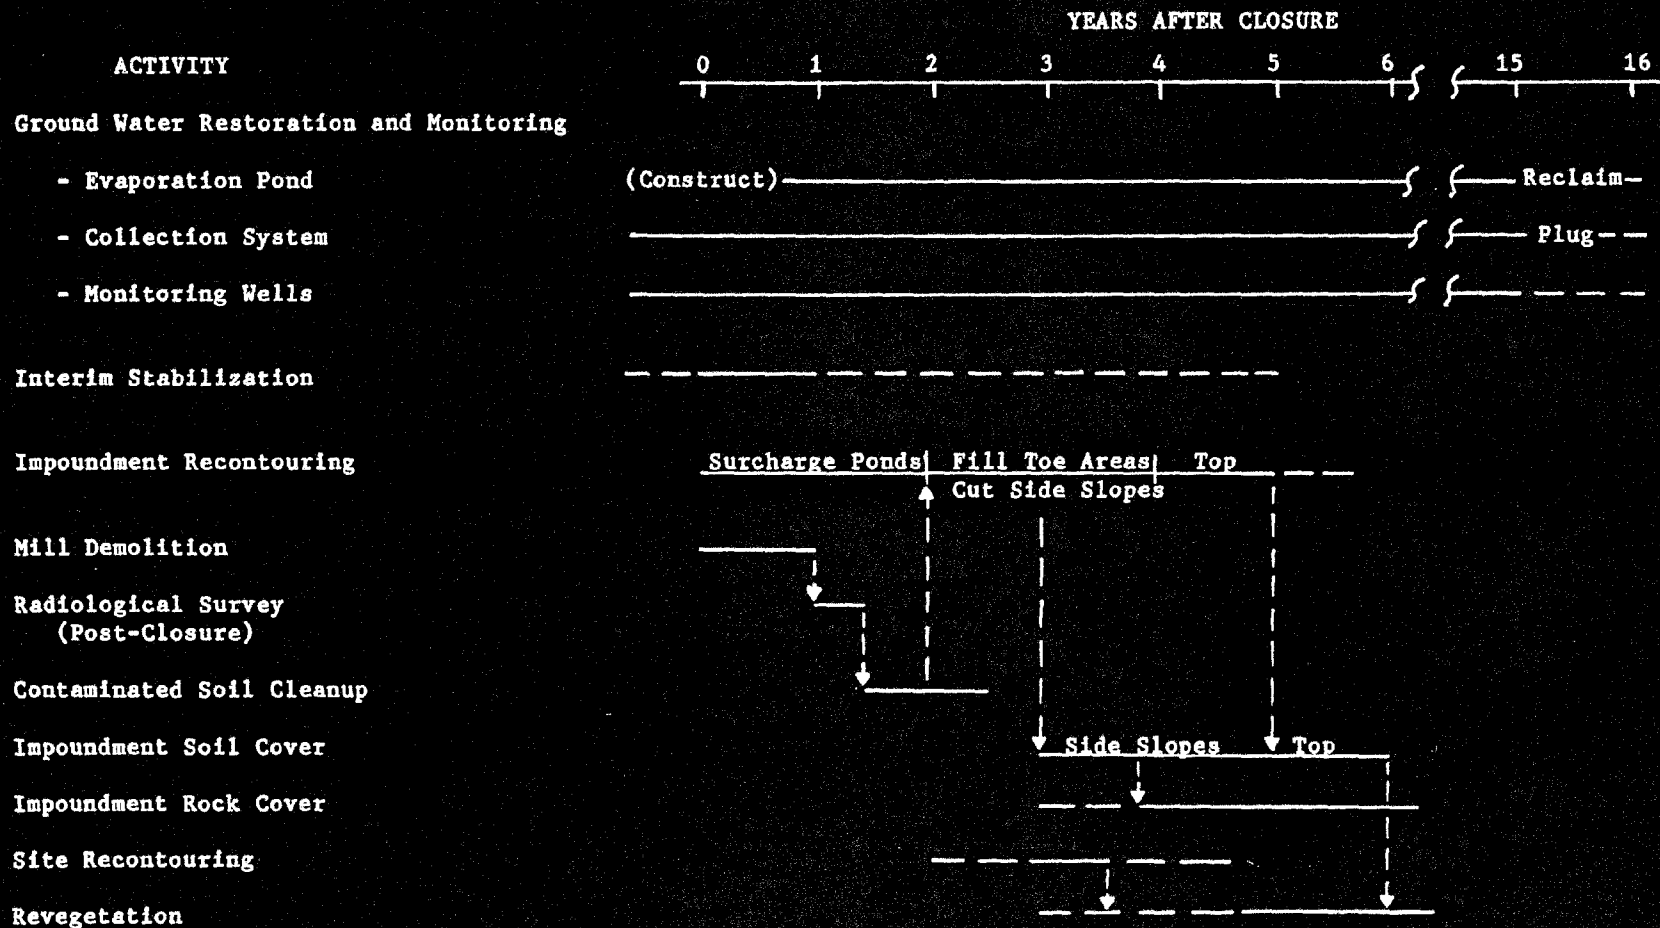 YEARS AFTER CLOSURE
ACTIVITY
0 1 2 3 4 5 6 15 16
Ground Water Restoration and Monitoring
- Evaporation Pond (Construct) Reclaim
- Collection System Plug
- Monitoring Wells
Interim Stabilization
Impoundment Recontouring Surcharge Ponds Fill Toe Areas Top
Cut Side Slopes
Mill Demolition
Radiological Survey
(Post-Closure)
Contaminated Soil Cleanup
Impoundment Soil Cover Side Slopes Top
Impoundment Rock Cover
Site Recontouring
Revegetation